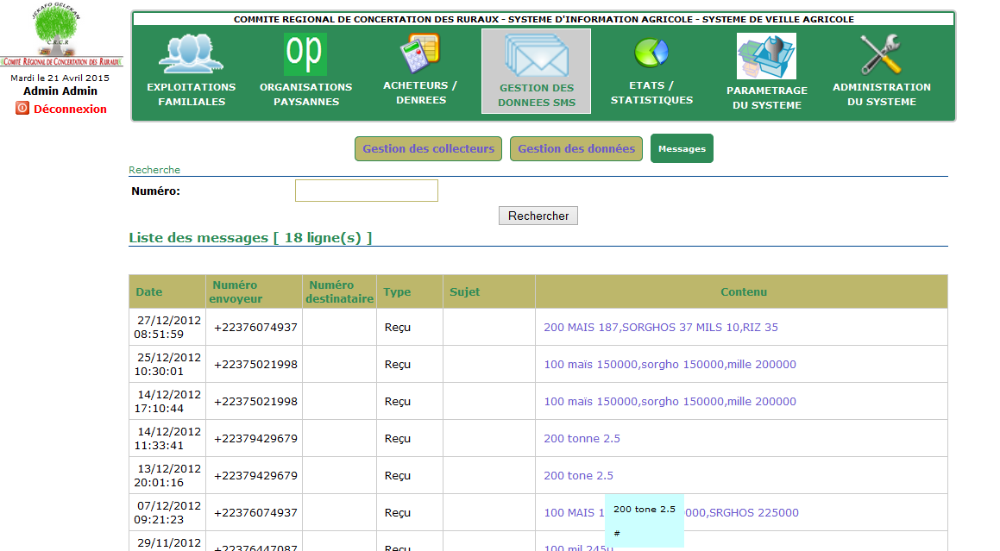 JEKAFO GELEKAN
C.R.C.R
COMITÉ RÉGIONAL DE CONCERTATION DES RURAUX
Mardi le 21 Avril 2015
Admin Admin
Déconnexion
COMMITE REGIONAL DE CONCERTATION DES RURAUX - SYSTEME D'INFORMATION AGRICOLE - SYSTEME DE VEILLE AGRICOLE
op
EXPLOITATIONS FAMILIALES
ORGANISATIONS PAYSANNES
ACHETEURS / DENREES
GESTION DES DONNEES SMS
ETATS / STATISTIQUES
PARAMETRAGE DU SYSTEME
ADMINISTRATION DU SYSTEME
Gestion des collecteurs Gestion des données Messages
Recherche
Numéro:
Rechercher
Liste des messages [ 18 ligne(s) ]
Date Numéro envoyeur Numéro destinataire Type Sujet Contenu
27/12/2012 08:51:59 +22376074937 Reçu 200 MAIS 187,SORGHOS 37 MILS 10,RIZ 35
25/12/2012 10:30:01 +22375021998 Reçu 100 maïs 150000,sorgho 150000,mille 200000
14/12/2012 17:10:44 +22375021998 Reçu 100 maïs 150000,sorgho 150000,mille 200000
14/12/2012 11:33:41 +22379429679 Reçu 200 tonne 2.5
13/12/2012 20:01:16 +22379429679 Reçu 200 tone 2.5
07/12/2012 09:21:23 +22376074937 Reçu 100 MAIS 1 000,SRGHOS 225000
200 tone 2.5
#
29/11/2012 +22376447087 Reçu 100 mil 2450